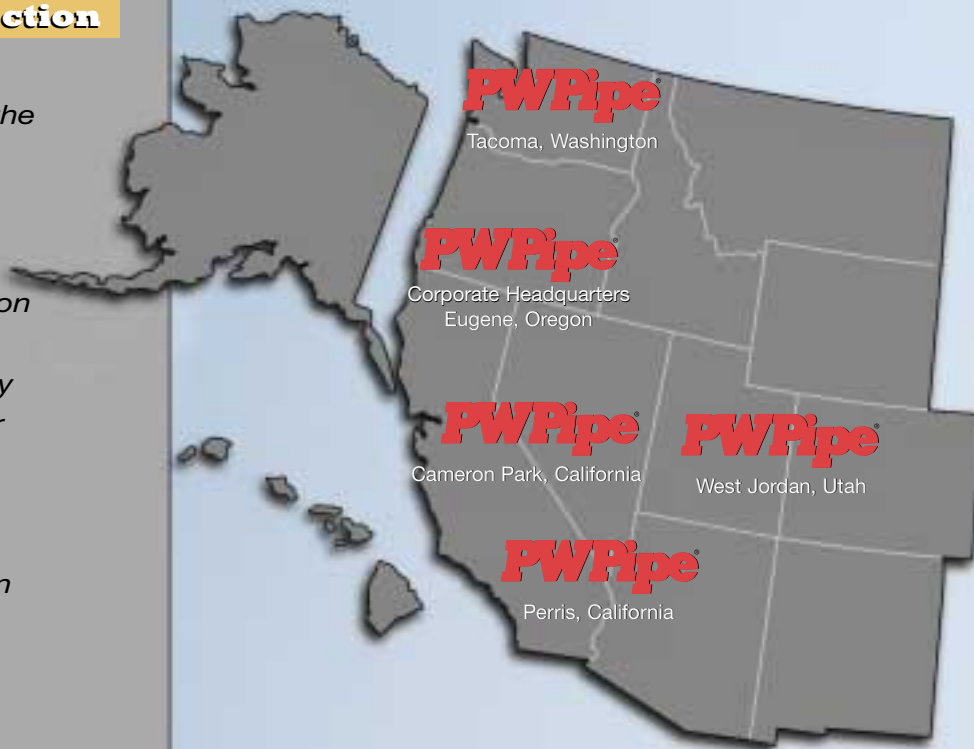 ction
he
on
y
r
n
PWPipe®
Tacoma, Washington
PWPipe®
Corporate Headquarters
Eugene, Oregon
PWPipe®
Cameron Park, California
PWPipe®
West Jordan, Utah
PWPipe®
Perris, California